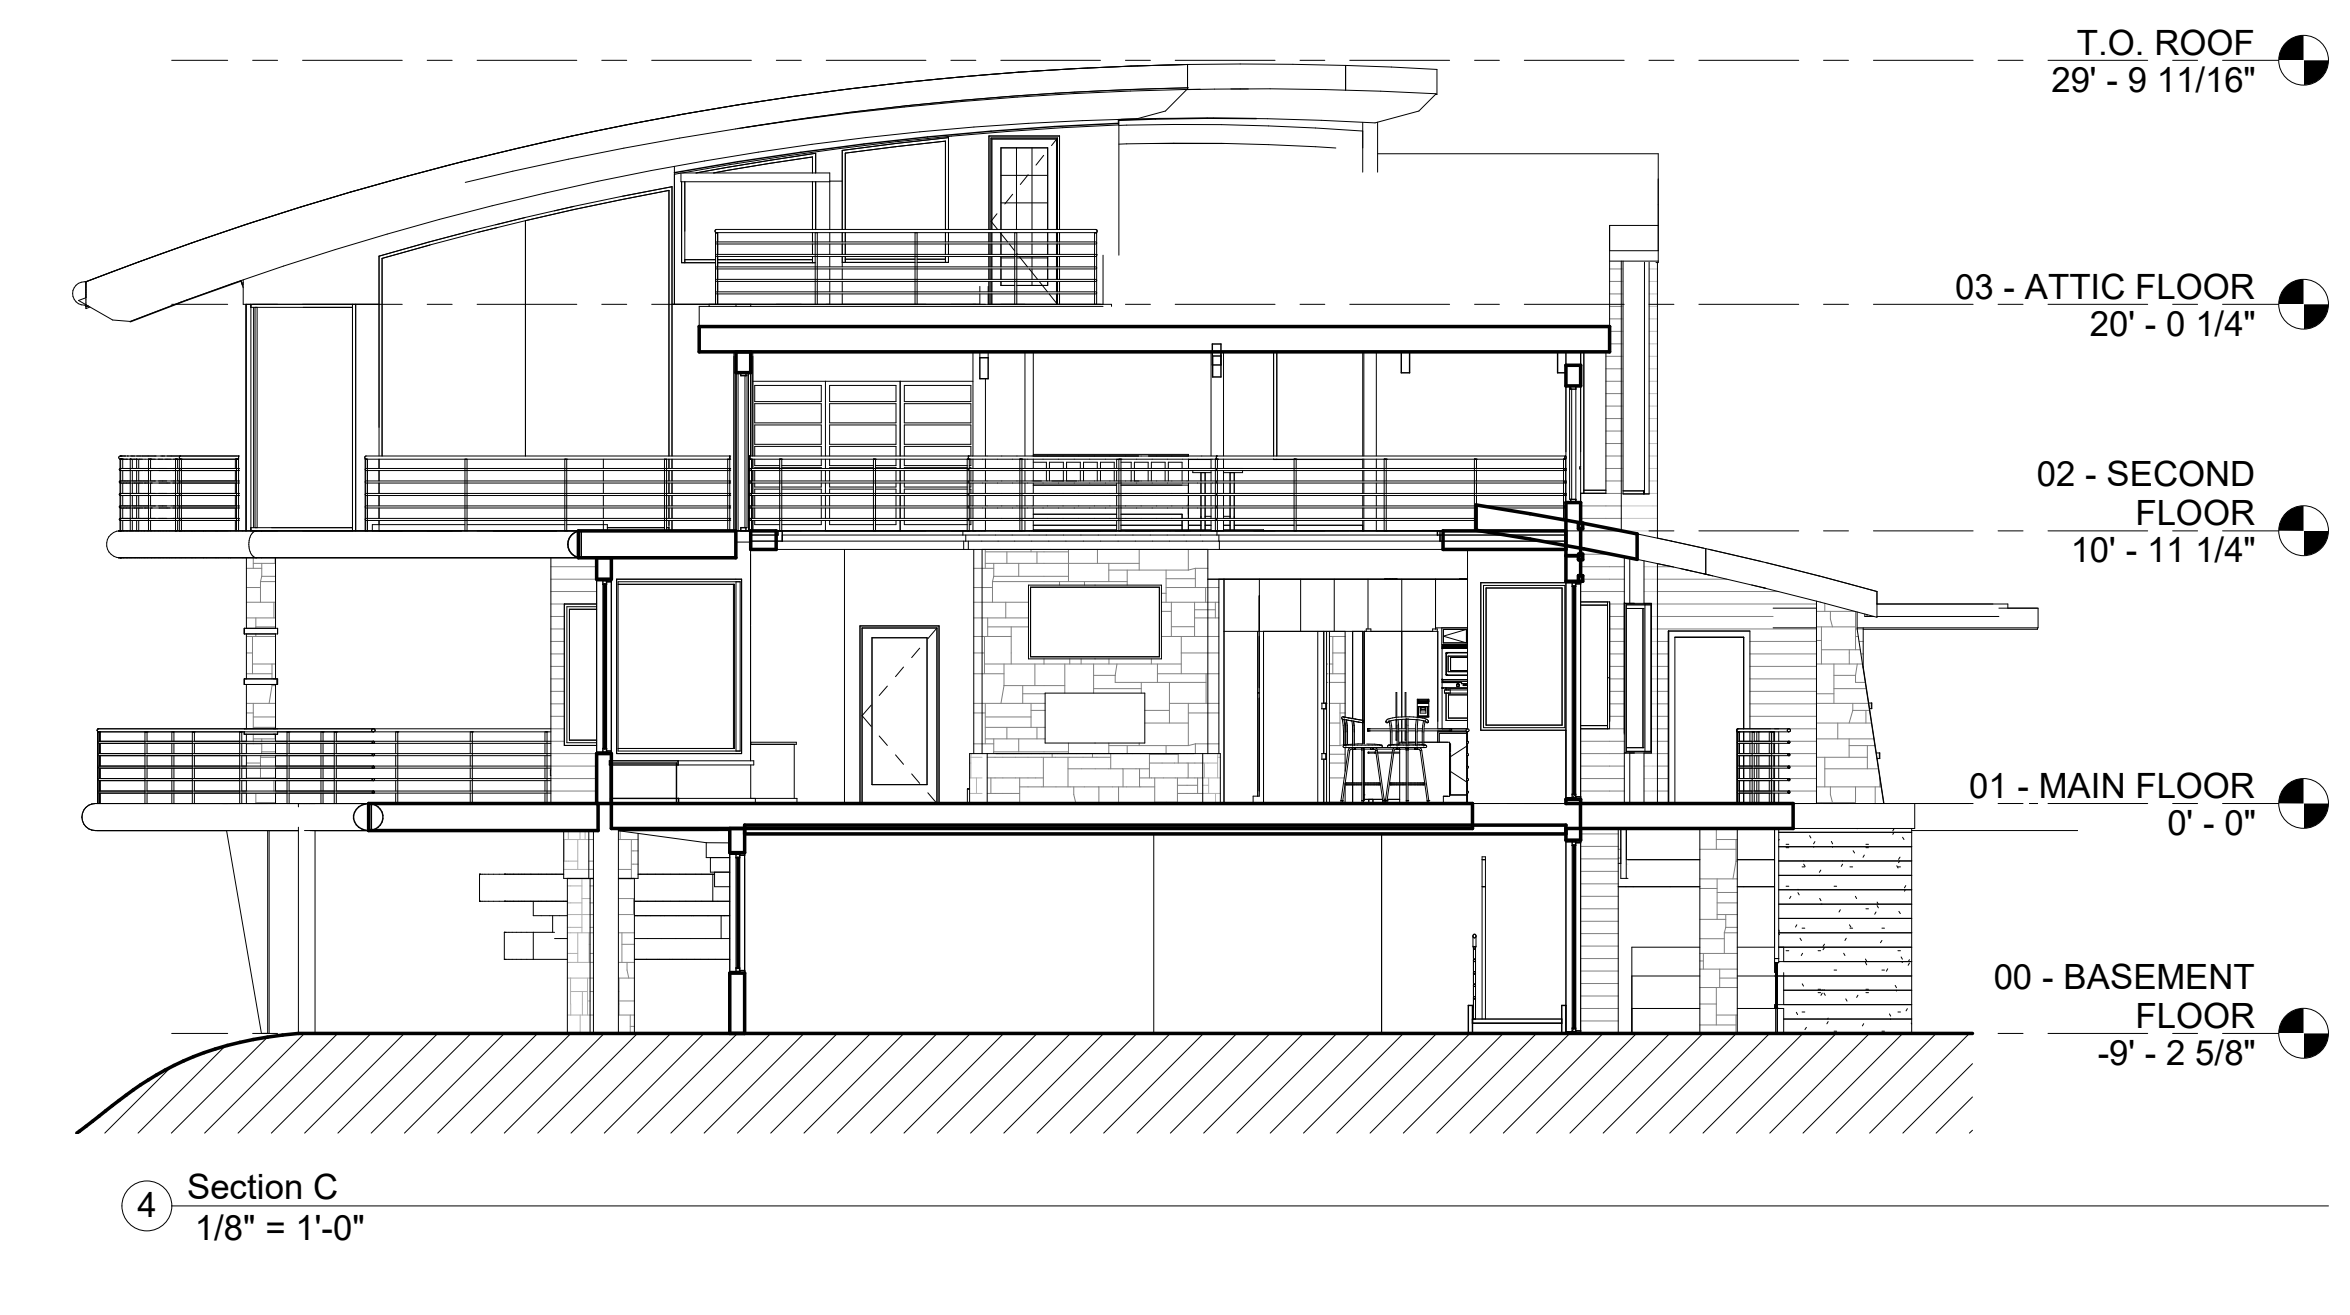 T.O. ROOF
29' - 9 11/16"
03 - ATTIC FLOOR
20' - 0 1/4"
02 - SECOND
FLOOR
10' - 11 1/4"
01 - MAIN FLOOR
0' - 0"
00 - BASEMENT
FLOOR
-9' - 2 5/8"
4
Section C
1/8" = 1'-0"